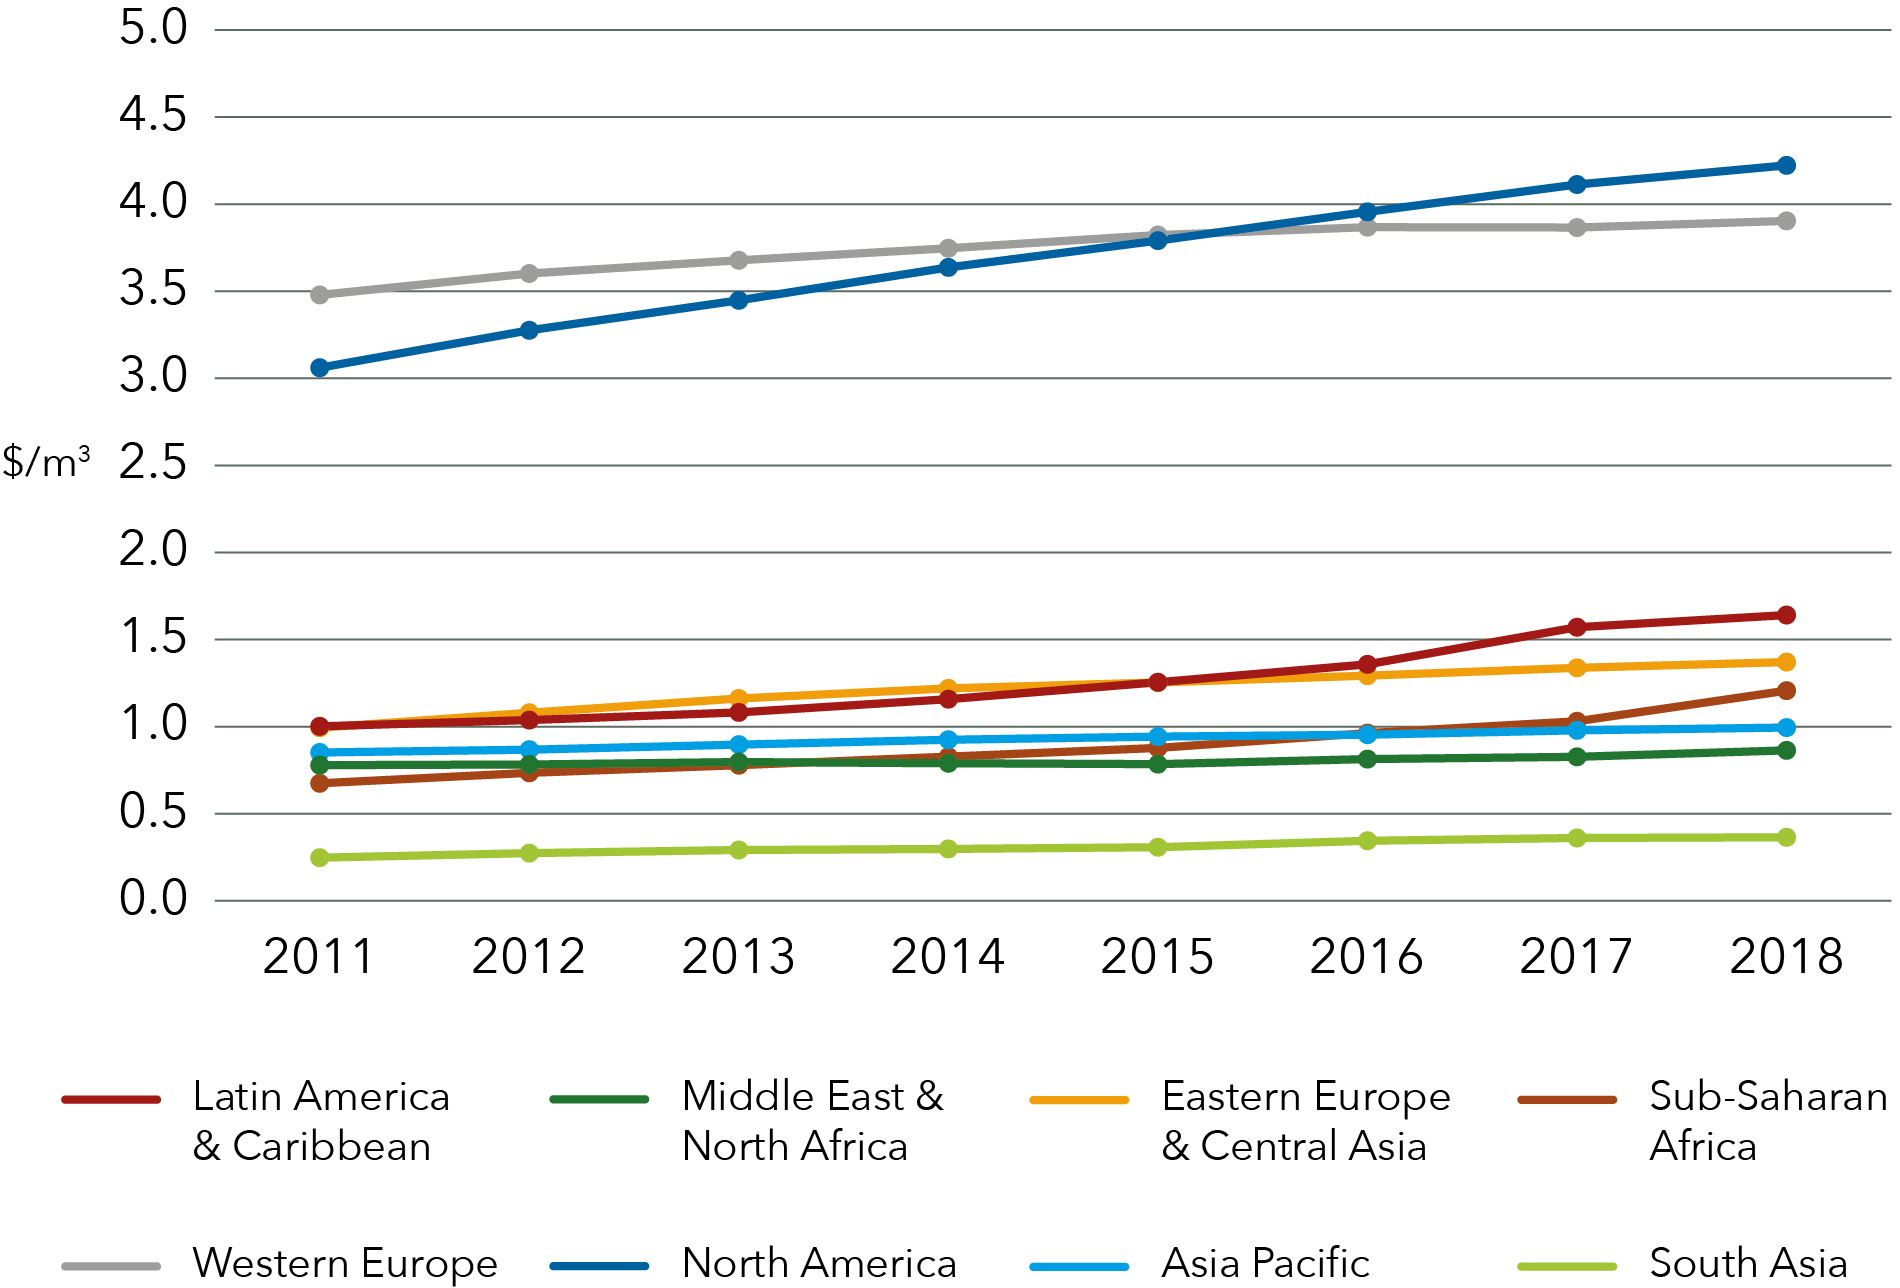 5.0
4.5
4.0
3.5
3.0
$/m³ 2.5
2.0
1.5
1.0
0.5
0.0
2011 2012 2013 2014 2015 2016 2017 2018
Latin America Middle East & Eastern Europe Sub-Saharan
& Caribbean North Africa & Central Asia Africa
Western Europe North America Asia Pacific South Asia